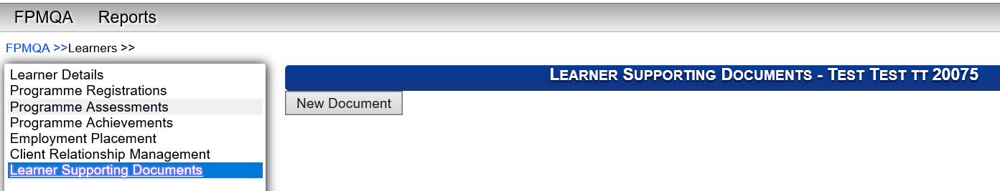 FPMQA Reports
FPMQA >>Learners >>
Learner Details
Programme Registrations
Programme Assessments
Programme Achievements
Employment Placement
Client Relationship Management
Learner Supporting Documents
LEARNER SUPPORTING DOCUMENTS - TEST TEST TT 20075
New Document